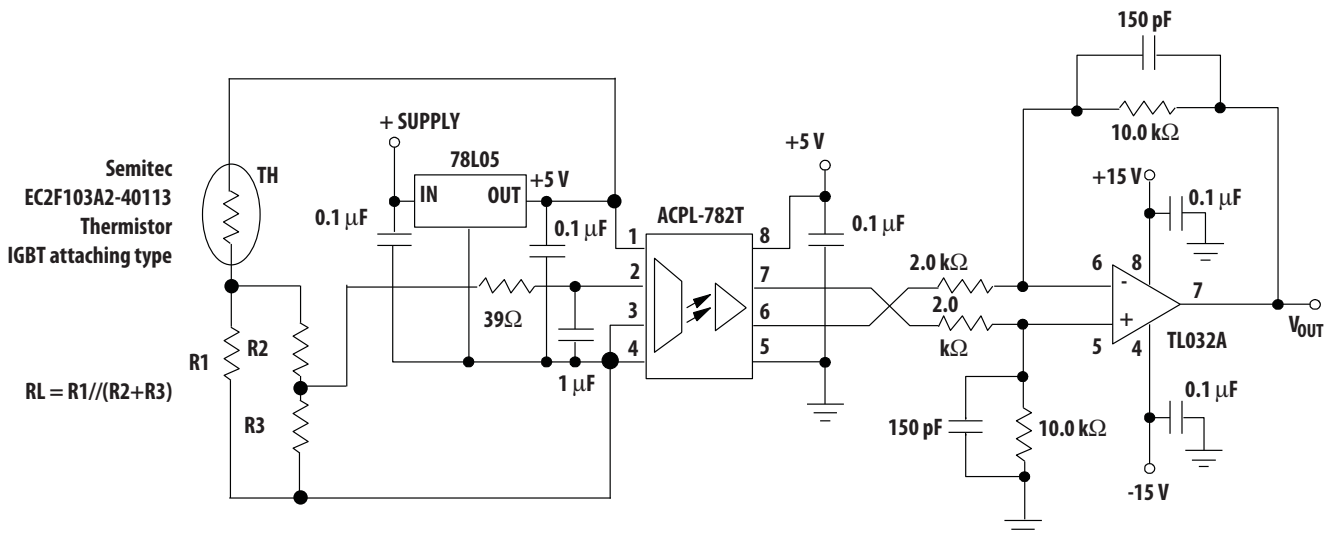 150 pF
10.0 kΩ
+ SUPPLY
+5 V
+15 V
0.1 µF
Semitec
EC2F103A2-40113
Thermistor
IGBT attaching type
TH
78L05
IN
OUT
+5 V
0.1 µF
0.1 µF
ACPL-782T
0.1 µF
1
2
3
4
8
7
6
5
39Ω
1 µF
2.0 kΩ
2.0
kΩ
6
8
-
+
5
4
7
TL032A
VOUT
R1
R2
R3
RL = R1//(R2+R3)
150 pF
10.0 kΩ
0.1 µF
-15 V